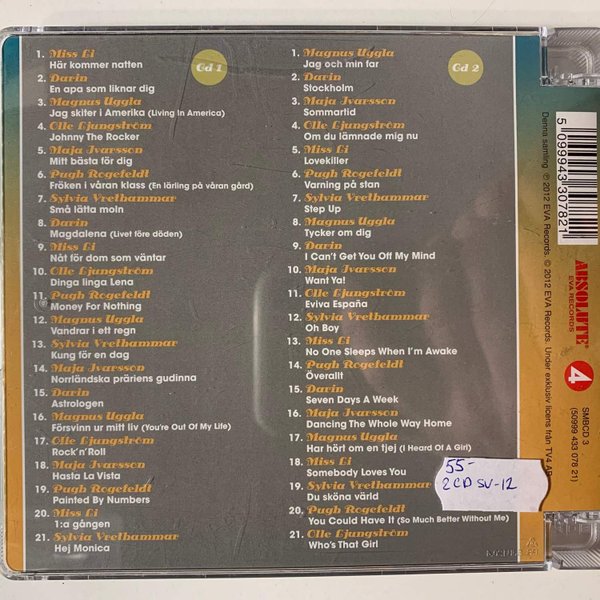 Cd 1
1. Miss Li
Här kommer natten
2. Darin
En apa som liknar dig
3. Magnus Uggla
Jag skiter i Amerika (Living in America)
4. Olle Ljungström
Johnny The Rocker
5. Maja Ivarsson
Mitt bästa för dig
6. Pugh Rogefeldt
Fröken i våran klass (En lärling på våran gård)
7. Sylvia Vrethammar
Små lätta moln
8. Darin
Magdalena (Livet före döden)
9. Miss Li
Nåt för dom som väntar
10. Olle Ljungström
Dinga linga Lena
11. Pugh Rogefeldt
Money For Nothing
12. Magnus Uggla
Vandrar i ett regn
13. Sylvia Vrethammar
Kung för en dag
14. Maja Ivarsson
Norrländska präriens gudinna
15. Darin
Astrologen
16. Magnus Uggla
Försvinn ur mitt liv (You're Out Of My Life)
17. Olle Ljungström
Rock'n'Roll
18. Maja Ivarsson
Hasta La Vista
19. Pugh Rogefeldt
Painted By Numbers
20. Miss Li
1:a gången
21. Sylvia Vrethammar
Hej Monica
Cd 2
1. Magnus Uggla
Jag och min far
2. Darin
Stockholm
3. Maja Ivarsson
Sommartid
4. Olle Ljungström
Om du lämnade mig nu
5. Miss Li
Lovekiller
6. Pugh Rogefeldt
Varning på stan
7. Sylvia Vrethammar
Step Up
8. Magnus Uggla
Tycker om dig
9. Darin
I Can't Get You Off My Mind
10. Maja Ivarsson
Want Ya!
11. Olle Ljungström
Eviva España
12. Sylvia Vrethammar
Oh Boy
13. Miss Li
No One Sleeps When I'm Awake
14. Pugh Rogefeldt
Överallt
15. Darin
Seven Days A Week
16. Maja Ivarsson
Dancing The Whole Way Home
17. Magnus Uggla
Har hört om en tjej (I Heard Of A Girl)
18. Miss Li
Somebody Loves You
19. Sylvia Vrethammar
Du sköna värld
20. Pugh Rogefeldt
You Could Have It (So Much Better Without Me)
21. Olle Ljungström
Who's That Girl
55-
2CD SV-12
5 099943 307821
Denna samling ℗ 2012 EVA Records. © 2012 EVA Records. Under exklusiv licens från TV4 AB
ABSOLUTE®
EVA RECORDS
4
SMBCD 3
(50999 433 078 21)